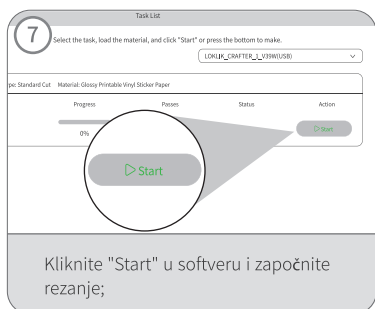 Task List
7
Select the task, load the material, and click "Start" or press the bottom to make.
LOKLIK_CRAFTER_1_V39W(USB)
pe: Standard Cut Material: Glossy Printable Vinyl Sticker Paper
Progress Passes Status Action
0%
Start
Start
Kliknite "Start" u softveru i započnite
rezanje;